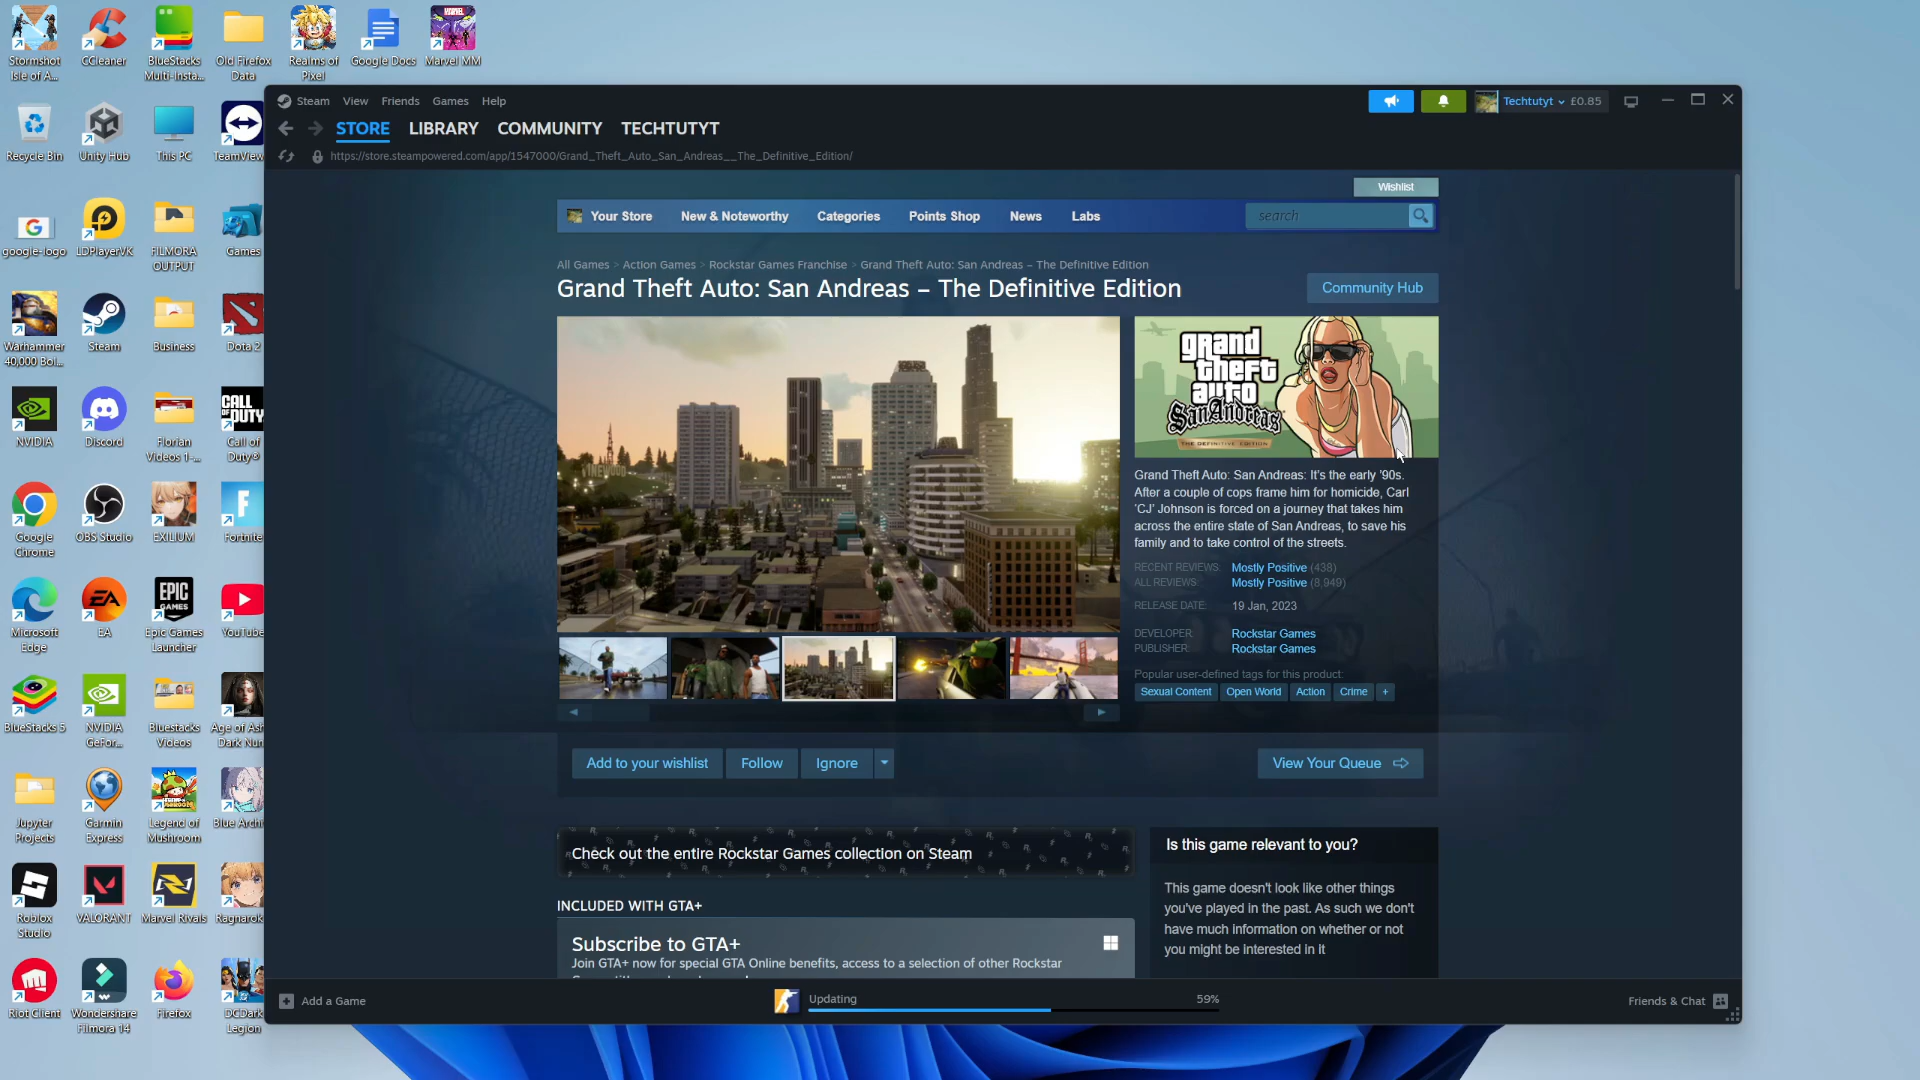 Stormshot
Isle of A...
CCleaner
BlueStacks
Multi-Insta...
Old Firefox
Data
Realms of
Pixel
Google Docs
MARVEL
Marvel MM
Steam View Friends Games Help
Techtutyt £0.85
STORE LIBRARY COMMUNITY TECHTUTYT
https://store.steampowered.com/app/1547000/Grand_Theft_Auto_San_Andreas__The_Definitive_Edition/
Recycle Bin
Unity Hub
This PC
TeamView
Wishlist
Your Store New & Noteworthy Categories Points Shop News Labs
search
google-logo
LDPlayerVK
FILMORA
OUTPUT
Games
All Games > Action Games > Rockstar Games Franchise > Grand Theft Auto: San Andreas – The Definitive Edition
Grand Theft Auto: San Andreas – The Definitive Edition
Community Hub
Warhammer
40,000 Bol...
Steam
Business
Dota 2
grand
theft
auto
San Andreas
THE DEFINITIVE EDITION
NVIDIA
Discord
Florian
Videos 1-...
CALL OF
DUTY
Call of
Duty®
Grand Theft Auto: San Andreas: It's the early '90s.
After a couple of cops frame him for homicide, Carl
'CJ' Johnson is forced on a journey that takes him
across the entire state of San Andreas, to save his
family and to take control of the streets.
RECENT REVIEWS: Mostly Positive (438)
ALL REVIEWS: Mostly Positive (8,949)
RELEASE DATE: 19 Jan, 2023
DEVELOPER: Rockstar Games
PUBLISHER: Rockstar Games
Popular user-defined tags for this product:
Sexual Content Open World Action Crime +
Google
Chrome
OBS Studio
EXILIUM
Fortnite
Microsoft
Edge
EA
EA
EPIC
GAMES
Epic Games
Launcher
YouTube
BlueStacks 5
NVIDIA
GeFor...
Bluestacks
Videos
Age of Ash
Dark Nun
Add to your wishlist Follow Ignore
View Your Queue
Jupyter
Projects
Garmin
Express
Legend of
Mushroom
Blue Archi
Check out the entire Rockstar Games collection on Steam
Is this game relevant to you?
This game doesn't look like other things
you've played in the past. As such we don't
have much information on whether or not
you might be interested in it
INCLUDED WITH GTA+
Subscribe to GTA+
Join GTA+ now for special GTA Online benefits, access to a selection of other Rockstar
Roblox
Studio
VALORANT
Marvel Rivals
Ragnarok
Riot Client
Wondershare
Filmora 14
Firefox
DC Dark
Legion
Add a Game
Updating 59%
Friends & Chat